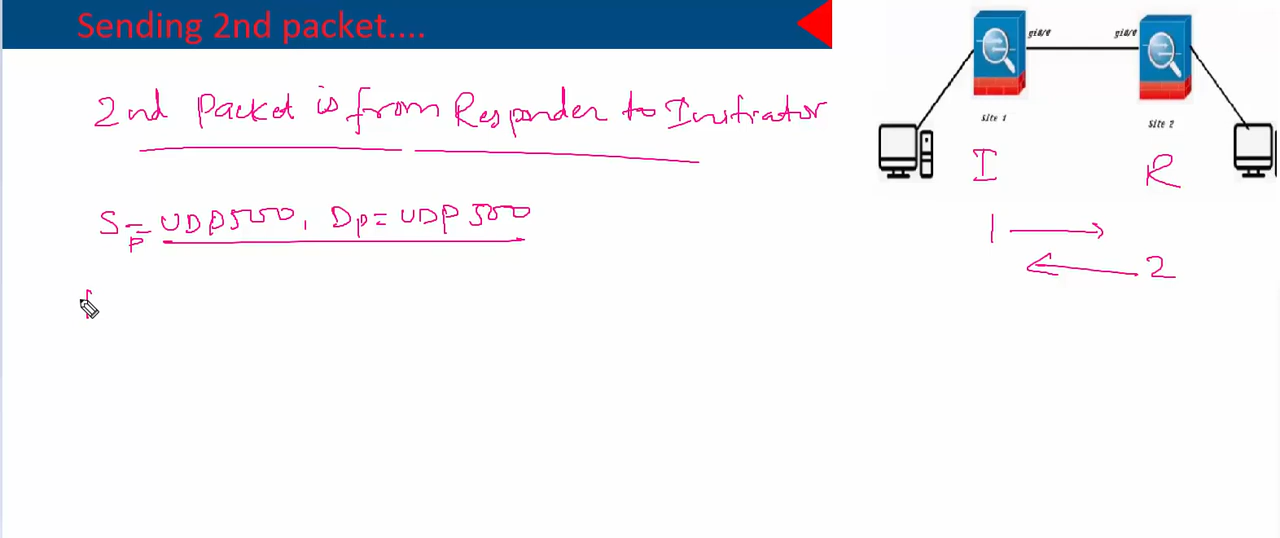 Sending 2nd packet....
2nd Packet is from Responder to Initiator
Sp= UDP500, Dp= UDP 500
gi0/0 gi0/0
Site 1 Site 2
I R
1
2